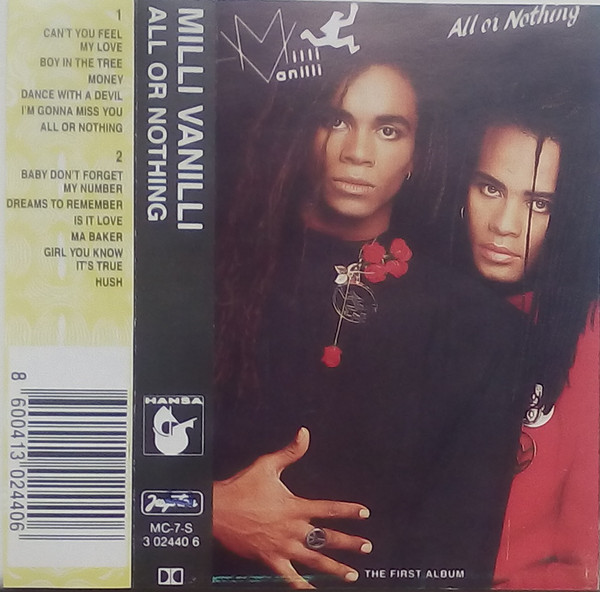 1
CAN'T YOU FEEL
MY LOVE
BOY IN THE TREE
MONEY
DANCE WITH A DEVIL
I'M GONNA MISS YOU
ALL OR NOTHING
2
BABY DON'T FORGET
MY NUMBER
DREAMS TO REMEMBER
IS IT LOVE
MA BAKER
GIRL YOU KNOW
IT'S TRUE
HUSH
8 600413 024406
MILLI VANILLI
ALL OR NOTHING
HANSA
Jugoton
MC-7-S
3 02440 6
Milli
Vanilli
All or Nothing
THE FIRST ALBUM